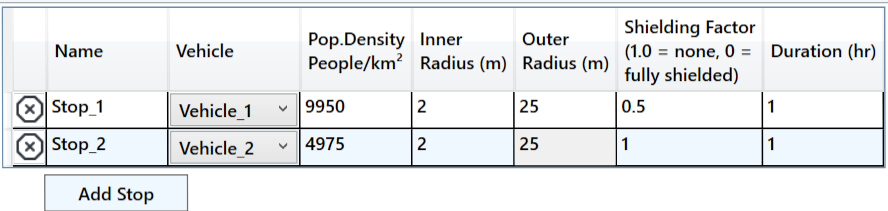 Name Vehicle Pop.Density People/km² Inner Radius (m) Outer Radius (m) Shielding Factor (1.0 = none, 0 = fully shielded) Duration (hr)
Stop_1 Vehicle_1 9950 2 25 0.5 1
Stop_2 Vehicle_2 4975 2 25 1 1
Add Stop